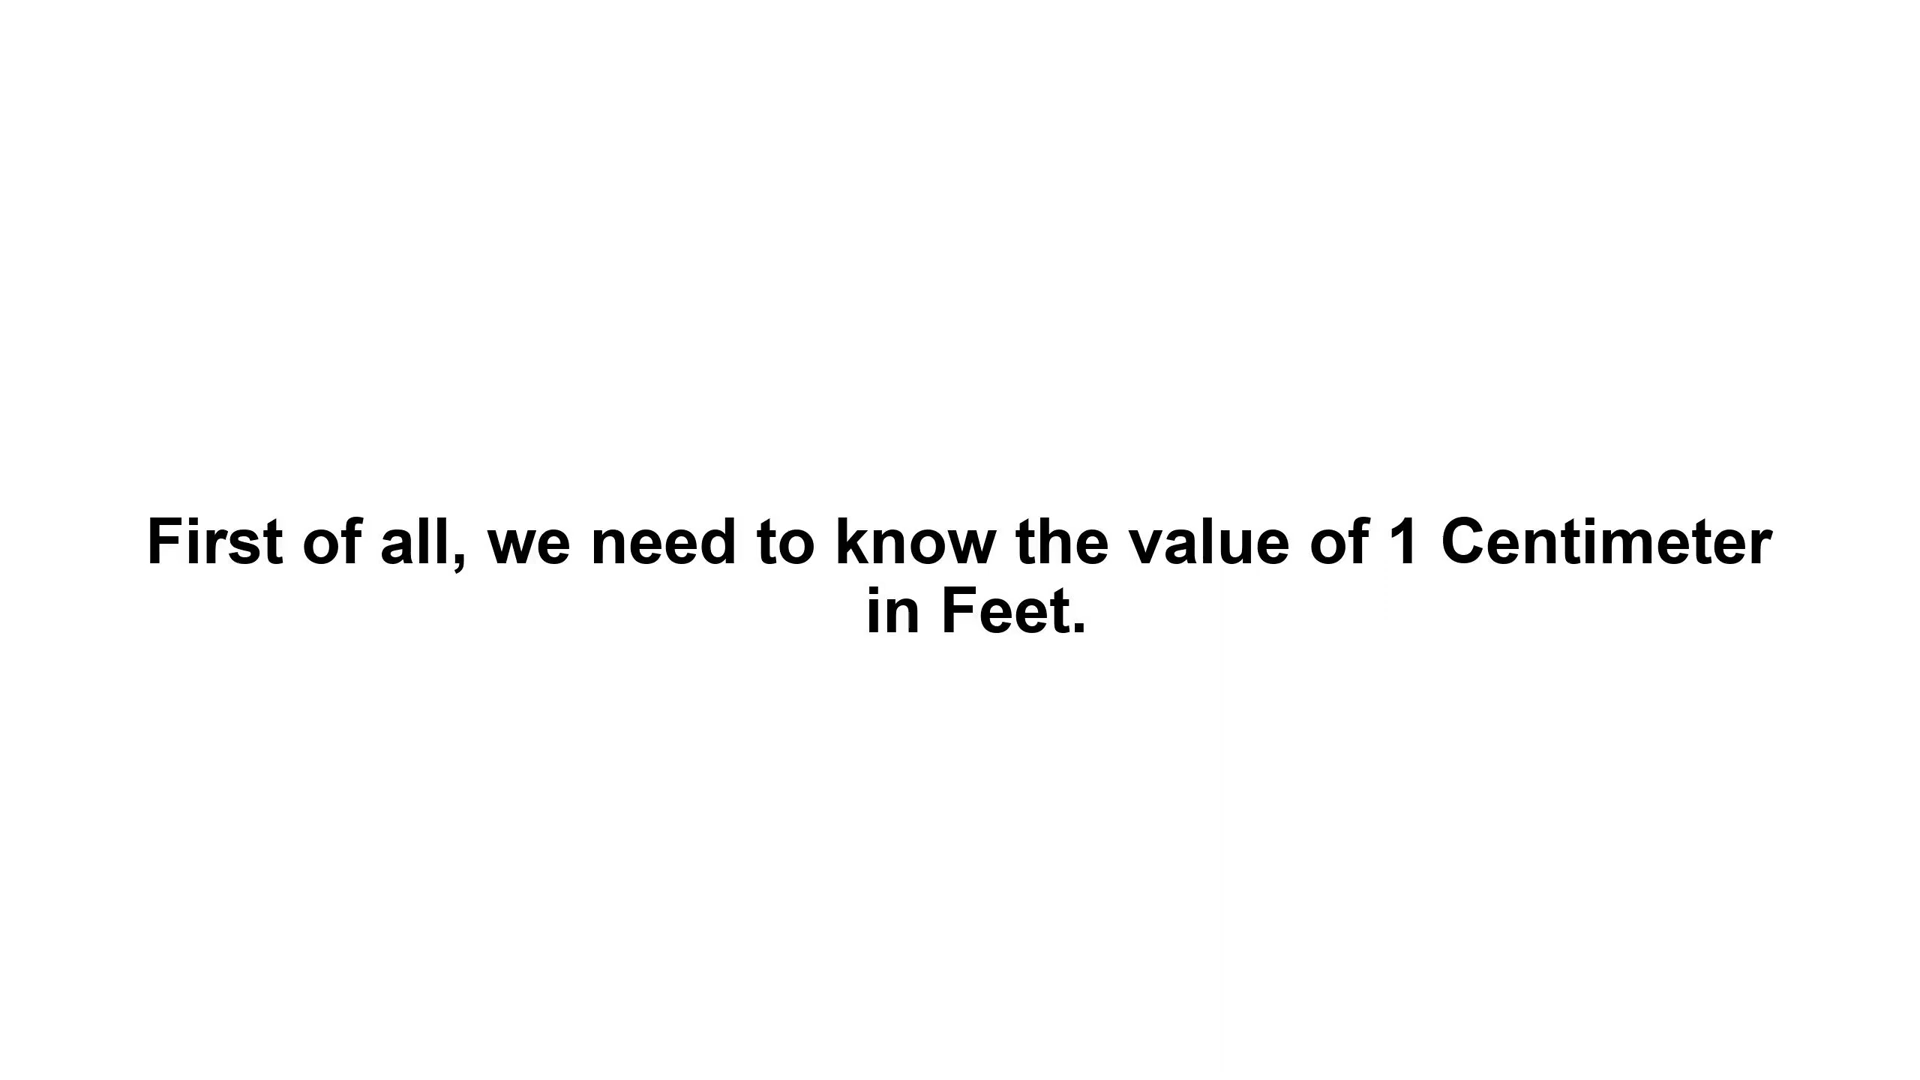 First of all, we need to know the value of 1 Centimeter
in Feet.